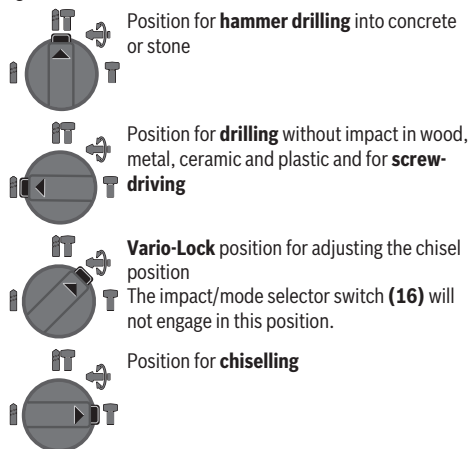 Position for hammer drilling into concrete
or stone
Position for drilling without impact in wood,
metal, ceramic and plastic and for screw-
driving
Vario-Lock position for adjusting the chisel
position
The impact/mode selector switch (16) will
not engage in this position.
Position for chiselling